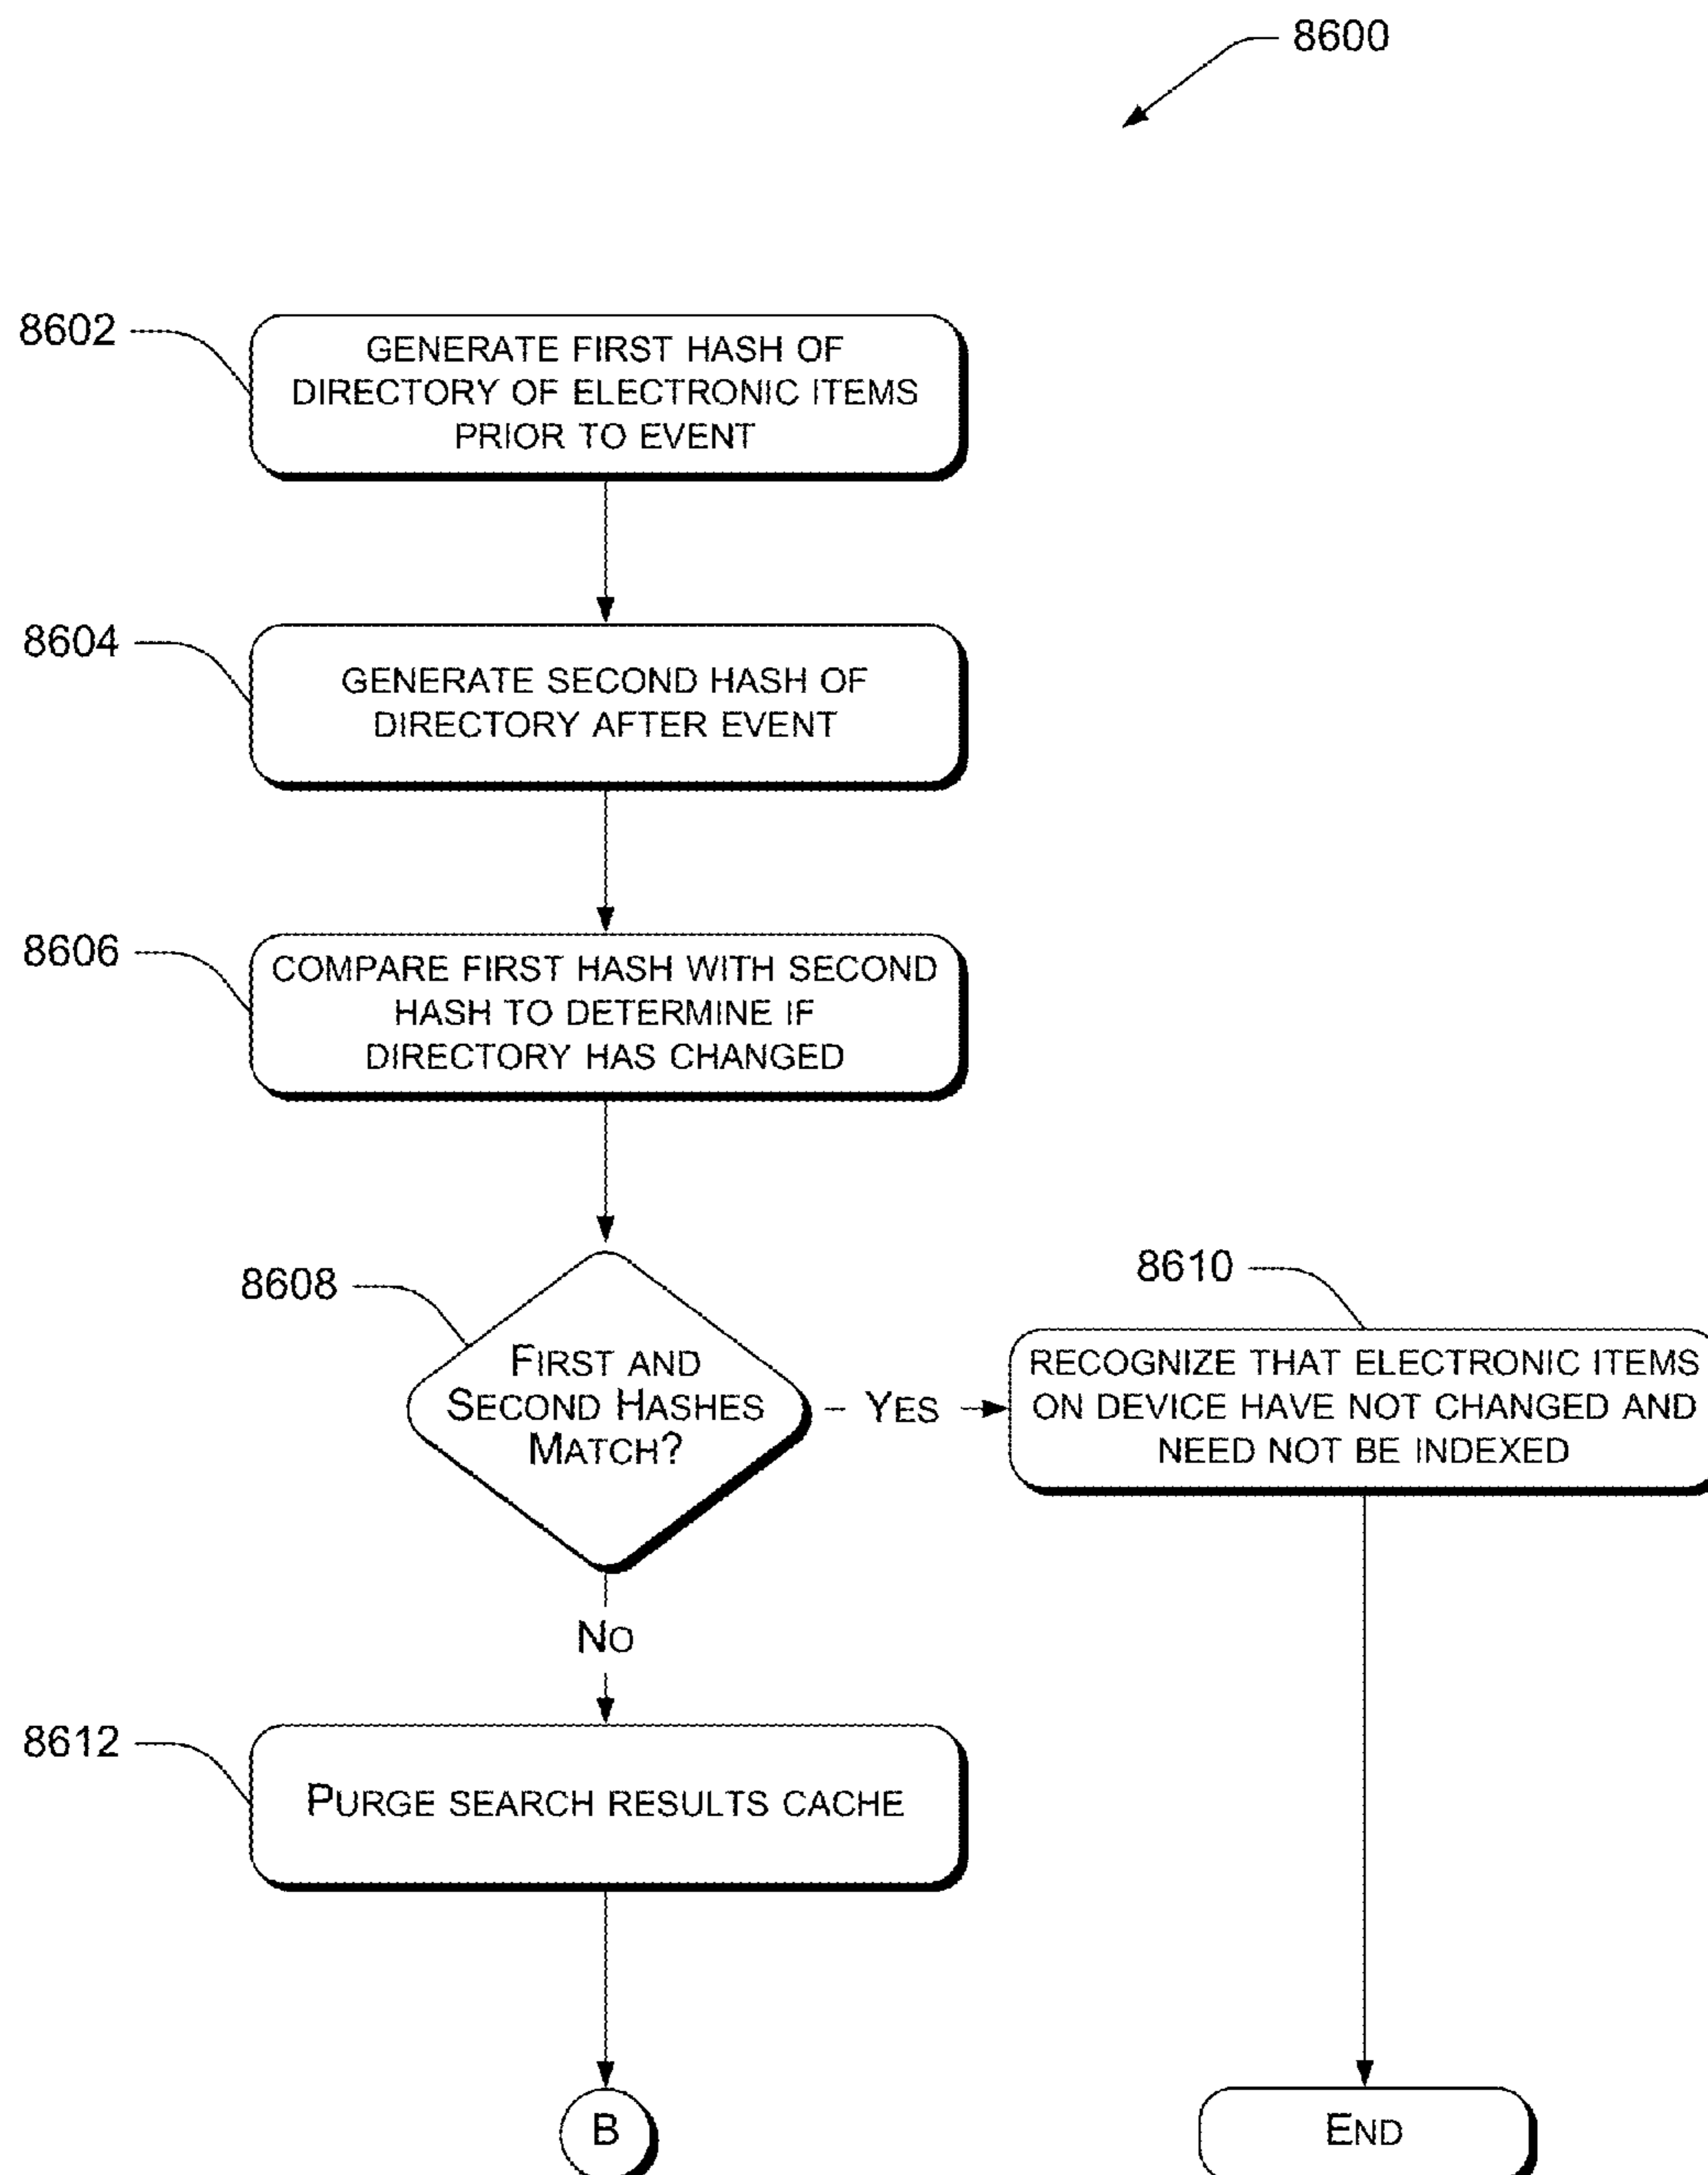 8600
8602
GENERATE FIRST HASH OF
DIRECTORY OF ELECTRONIC ITEMS
PRIOR TO EVENT
8604
GENERATE SECOND HASH OF
DIRECTORY AFTER EVENT
8606
COMPARE FIRST HASH WITH SECOND
HASH TO DETERMINE IF
DIRECTORY HAS CHANGED
8608
FIRST AND
SECOND HASHES
MATCH?
YES
8610
RECOGNIZE THAT ELECTRONIC ITEMS
ON DEVICE HAVE NOT CHANGED AND
NEED NOT BE INDEXED
NO
8612
PURGE SEARCH RESULTS CACHE
B
END